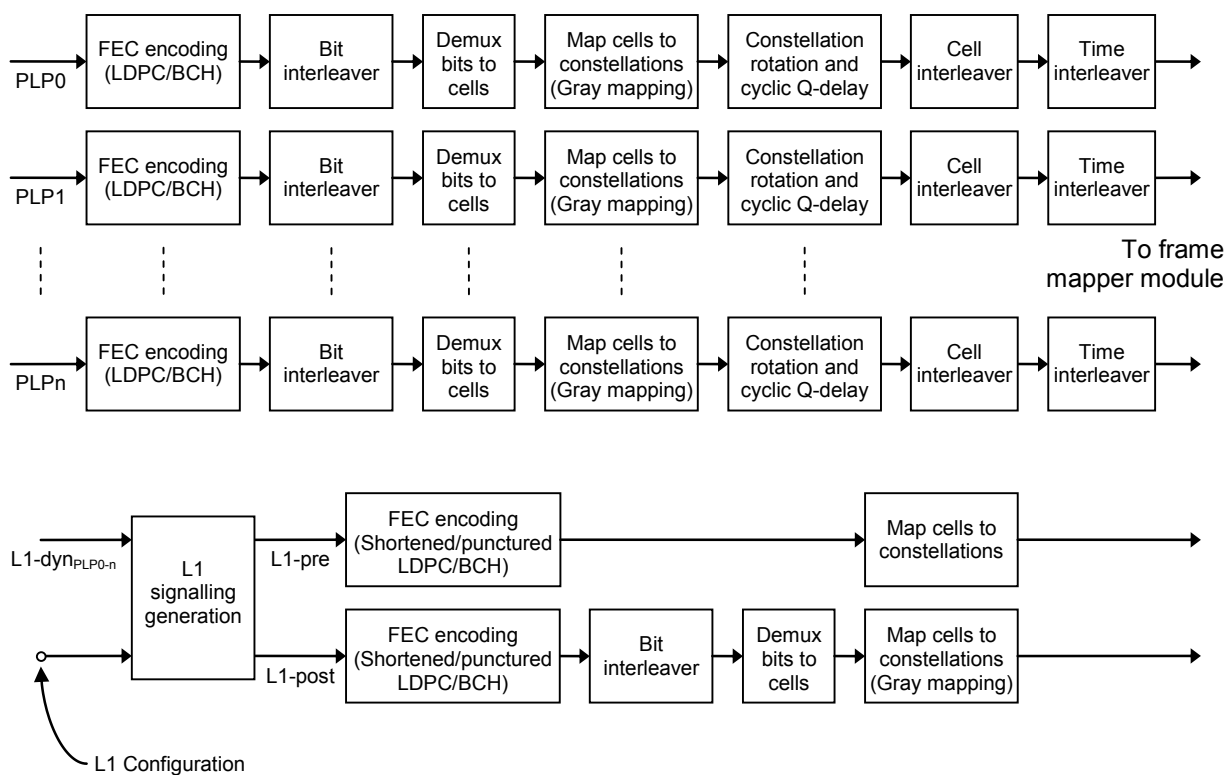 PLP0
FEC encoding
(LDPC/BCH)
Bit
interleaver
Demux
bits to
cells
Map cells to
constellations
(Gray mapping)
Constellation
rotation and
cyclic Q-delay
Cell
interleaver
Time
interleaver
PLP1
FEC encoding
(LDPC/BCH)
Bit
interleaver
Demux
bits to
cells
Map cells to
constellations
(Gray mapping)
Constellation
rotation and
cyclic Q-delay
Cell
interleaver
Time
interleaver
To frame
mapper module
PLPn
FEC encoding
(LDPC/BCH)
Bit
interleaver
Demux
bits to
cells
Map cells to
constellations
(Gray mapping)
Constellation
rotation and
cyclic Q-delay
Cell
interleaver
Time
interleaver
L1-dynPLP0-n
L1
signalling
generation
L1-pre
FEC encoding
(Shortened/punctured
LDPC/BCH)
Map cells to
constellations
L1-post
FEC encoding
(Shortened/punctured
LDPC/BCH)
Bit
interleaver
Demux
bits to
cells
Map cells to
constellations
(Gray mapping)
L1 Configuration